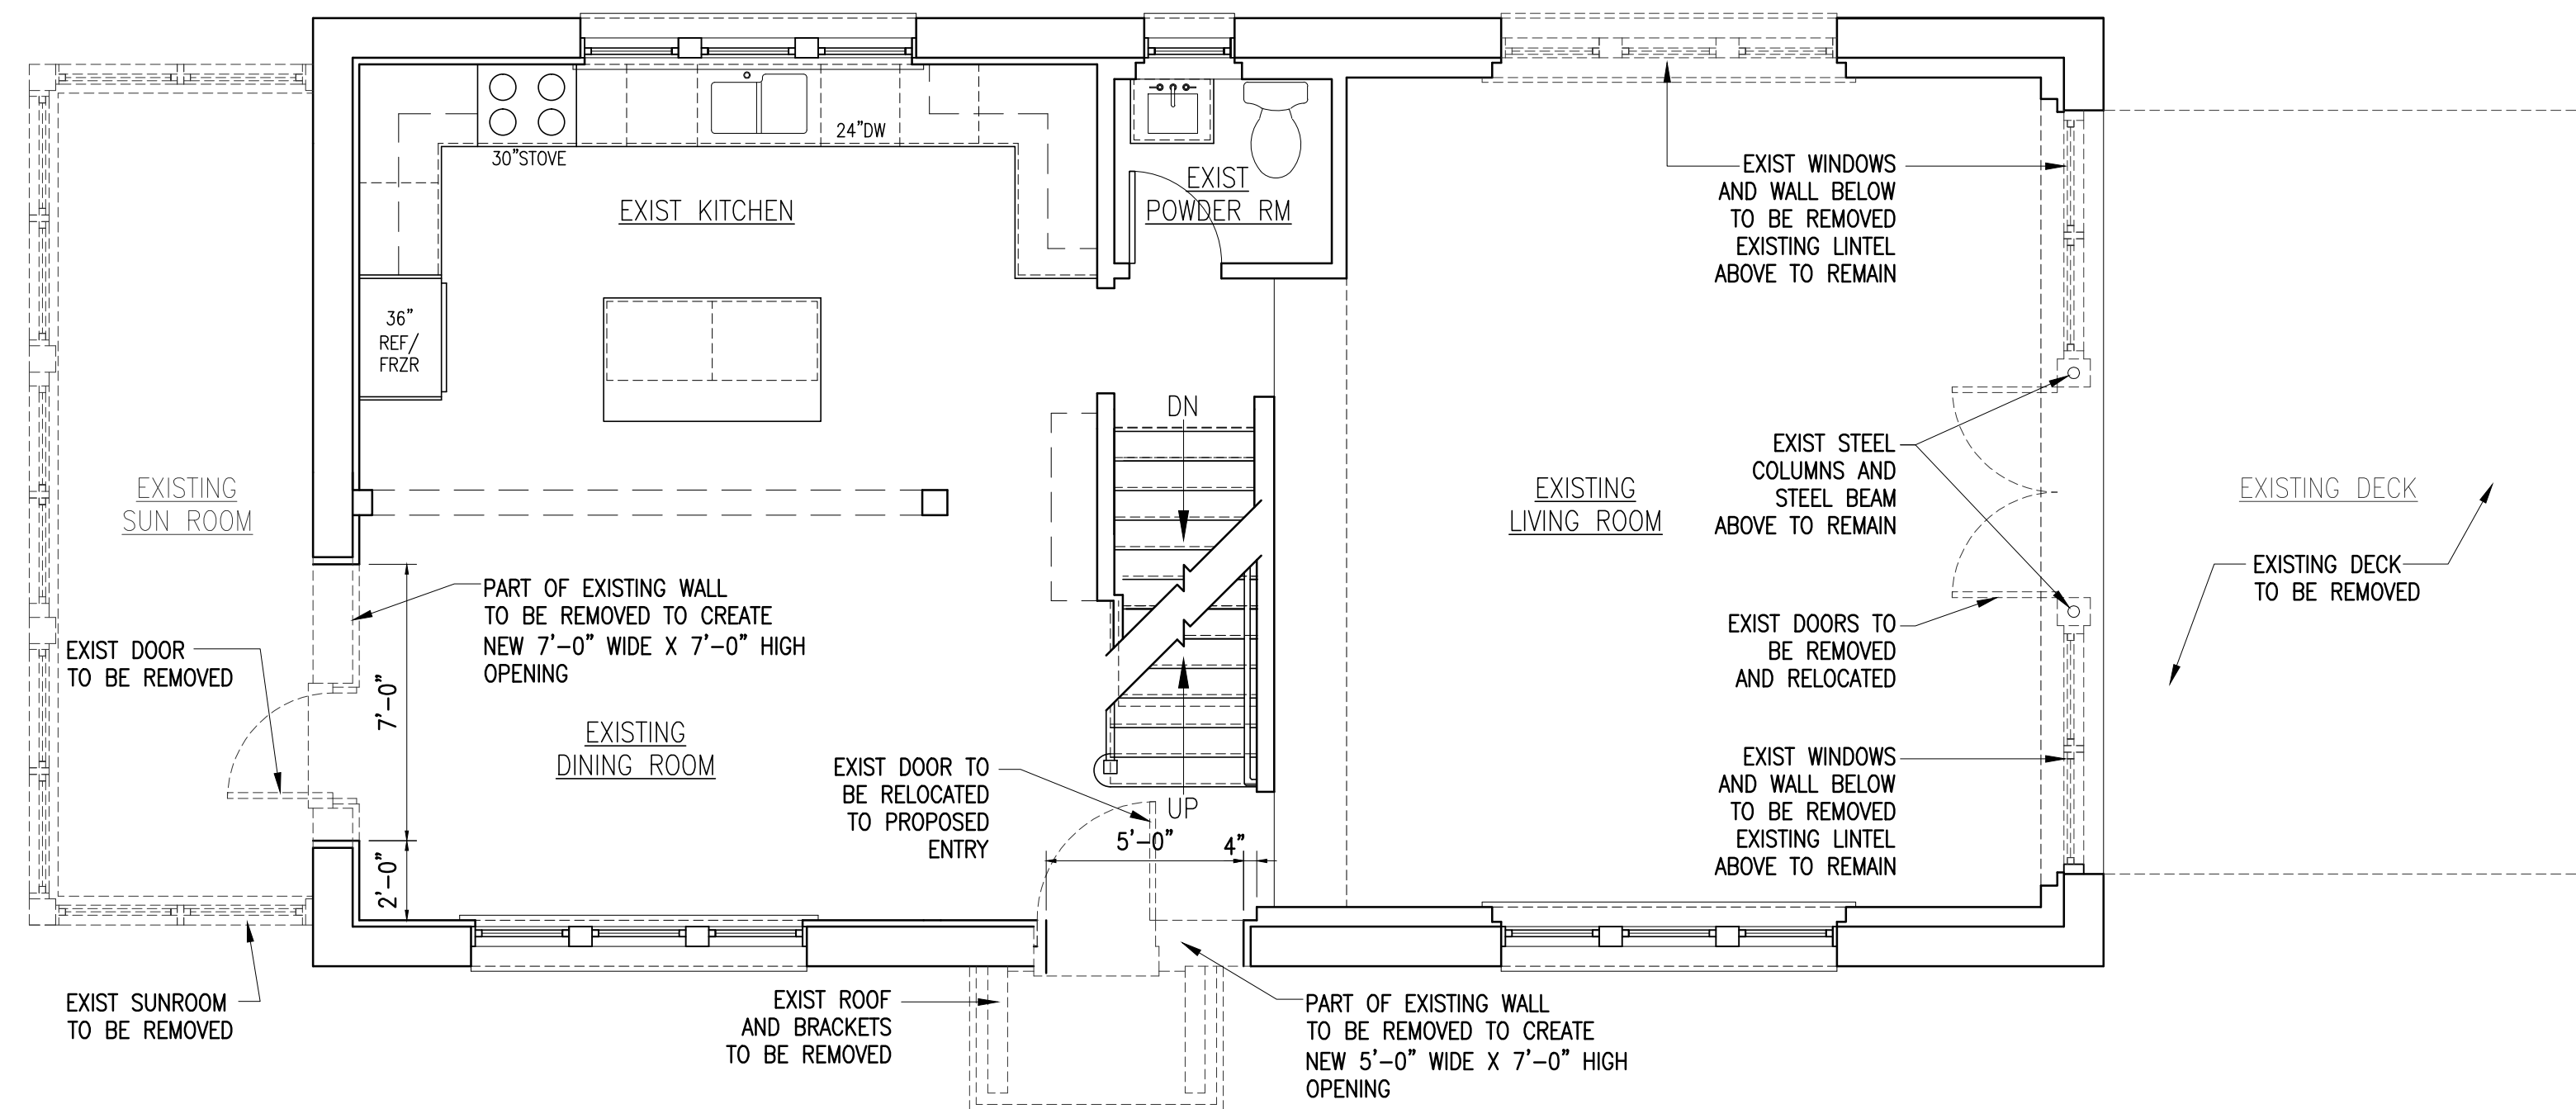 24"DW
30"STOVE
EXIST KITCHEN
EXIST
POWDER RM
36"
REF/
FRZR
EXIST WINDOWS
AND WALL BELOW
TO BE REMOVED
EXISTING LINTEL
ABOVE TO REMAIN
DN
EXISTING
SUN ROOM
EXISTING
LIVING ROOM
EXIST STEEL
COLUMNS AND
STEEL BEAM
ABOVE TO REMAIN
EXISTING DECK
EXISTING DECK
TO BE REMOVED
PART OF EXISTING WALL
TO BE REMOVED TO CREATE
NEW 7'-0" WIDE X 7'-0" HIGH
OPENING
EXIST DOOR
TO BE REMOVED
7'-0"
EXIST DOORS TO
BE REMOVED
AND RELOCATED
EXISTING
DINING ROOM
EXIST DOOR TO
BE RELOCATED
TO PROPOSED
ENTRY
UP
5'-0"
4"
2'-0"
EXIST WINDOWS
AND WALL BELOW
TO BE REMOVED
EXISTING LINTEL
ABOVE TO REMAIN
EXIST SUNROOM
TO BE REMOVED
EXIST ROOF
AND BRACKETS
TO BE REMOVED
PART OF EXISTING WALL
TO BE REMOVED TO CREATE
NEW 5'-0" WIDE X 7'-0" HIGH
OPENING